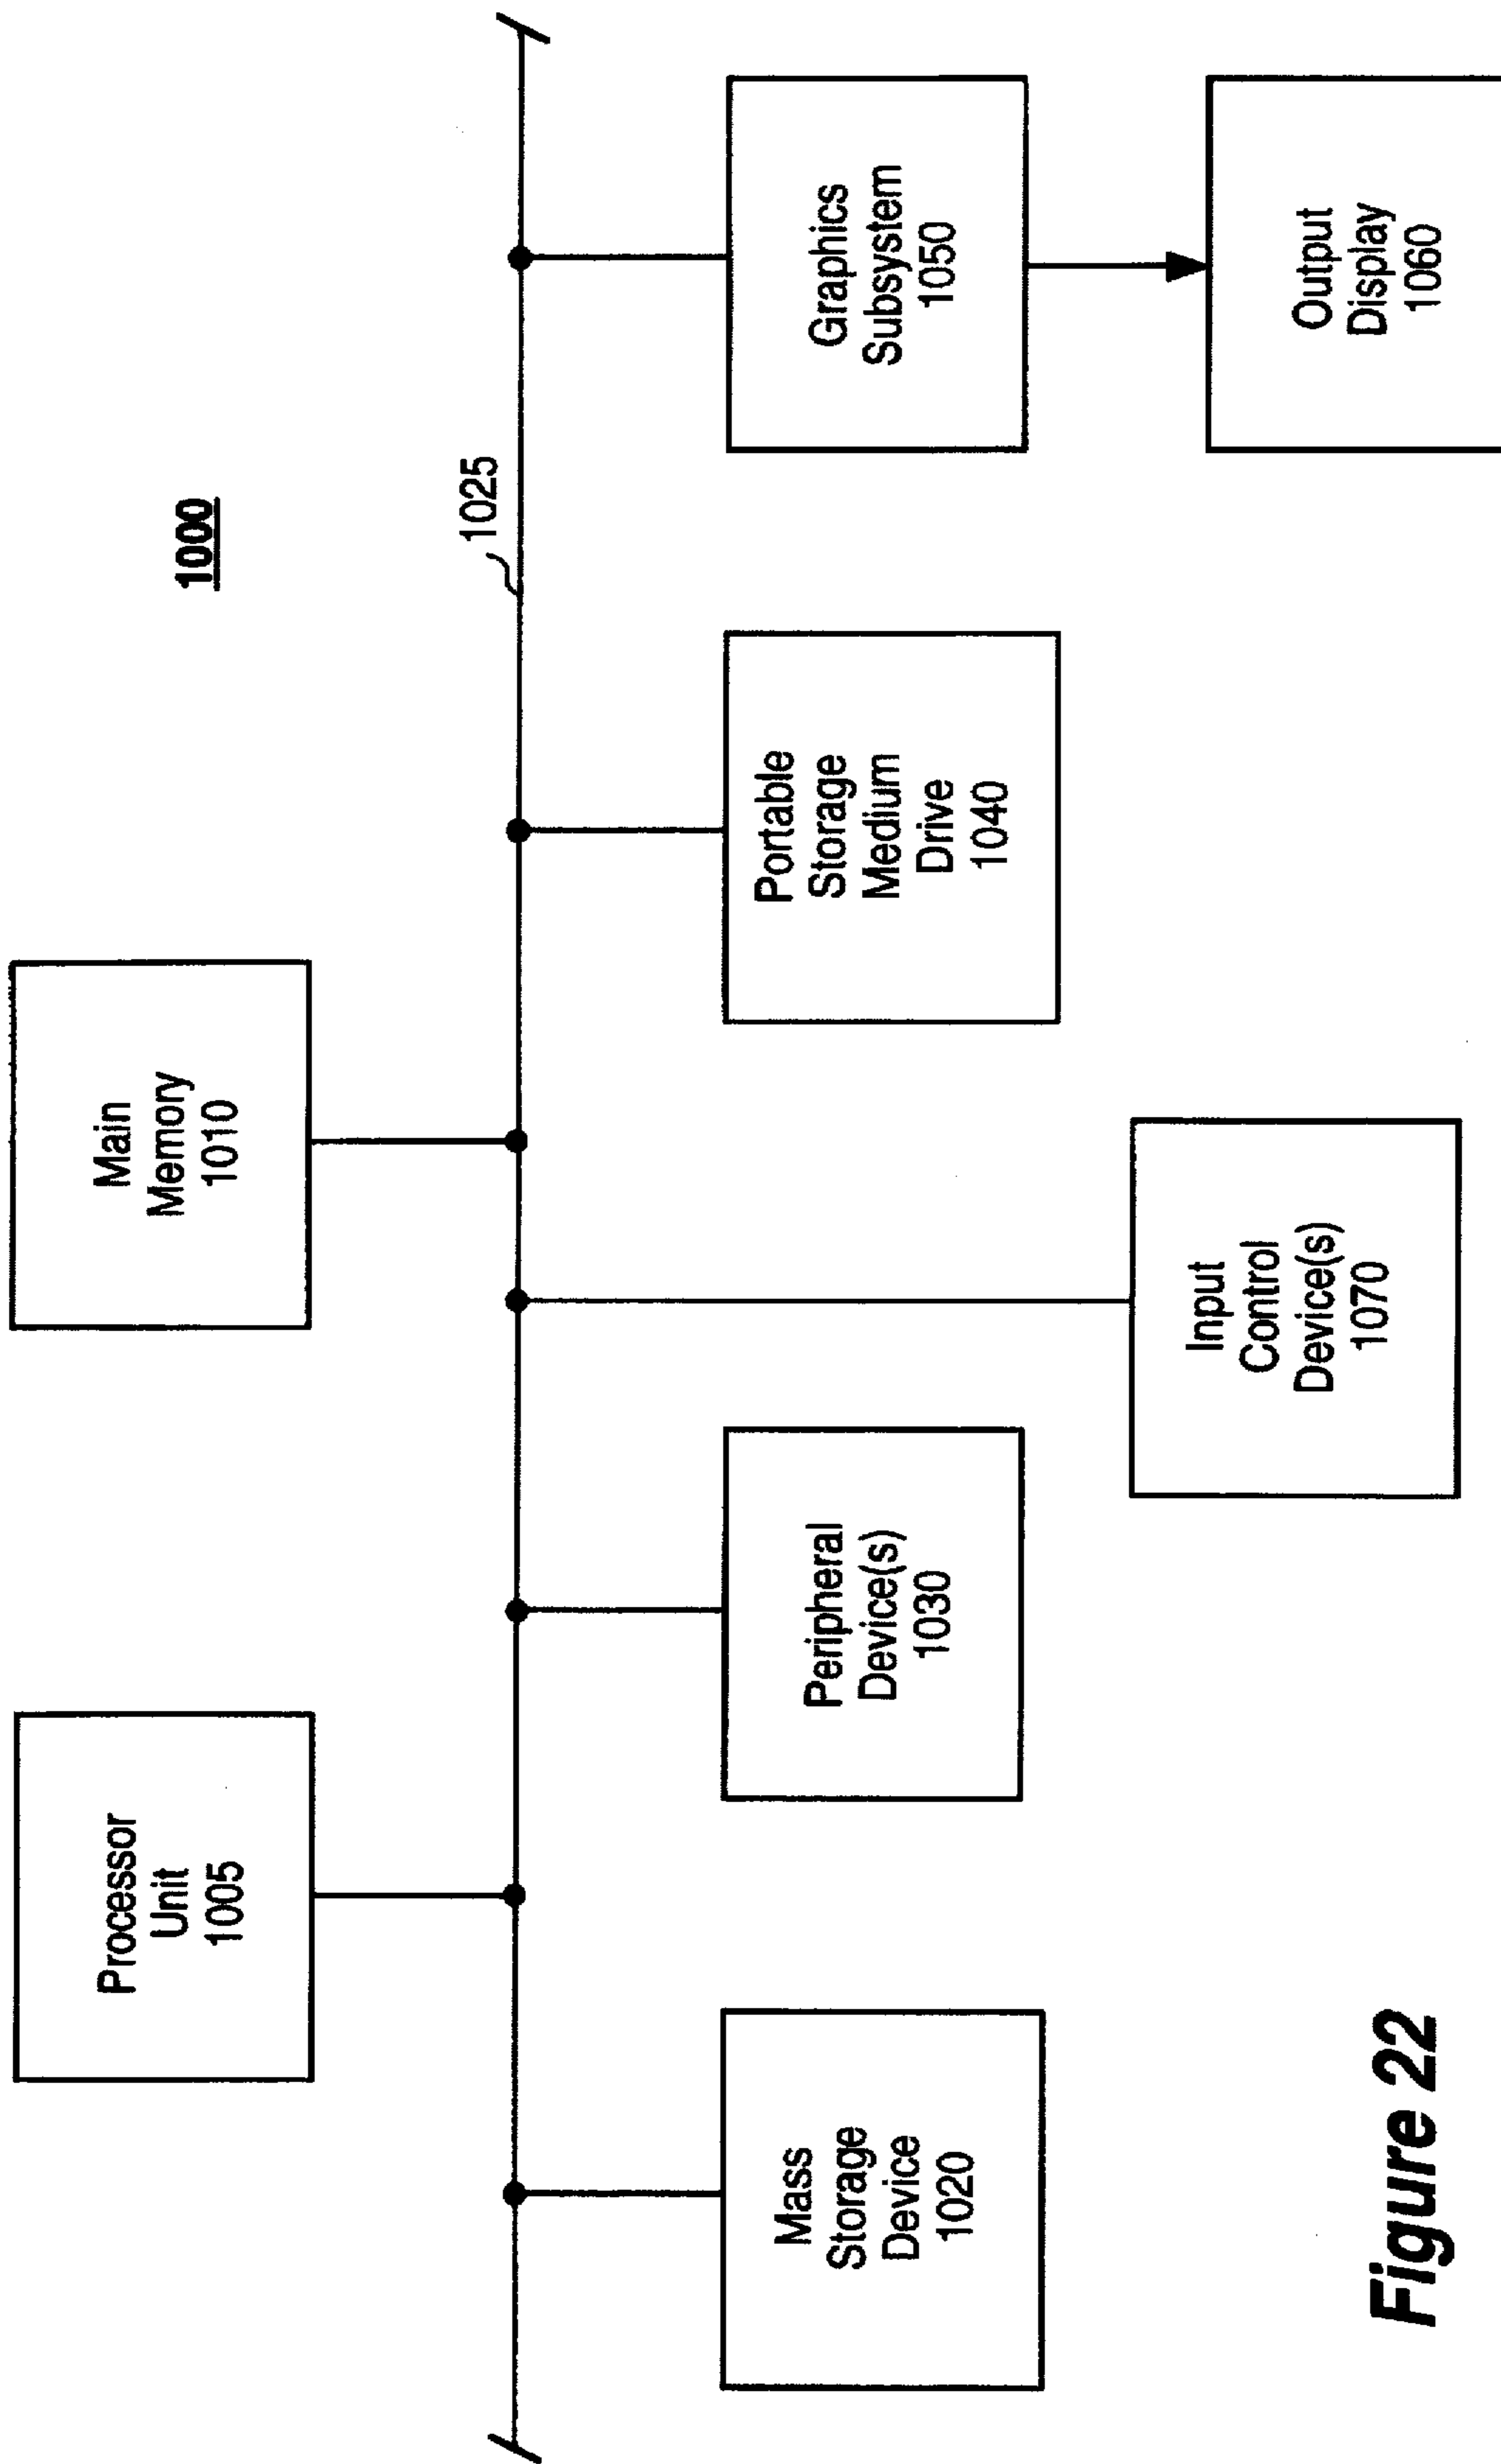 1000
Processor
Unit
1005
Main
Memory
1010
1025
Mass
Storage
Device
1020
Peripheral
Device(s)
1030
Portable
Storage
Medium
Drive
1040
Graphics
Subsystem
1050
Input
Control
Device(s)
1070
Output
Display
1060
Figure 22